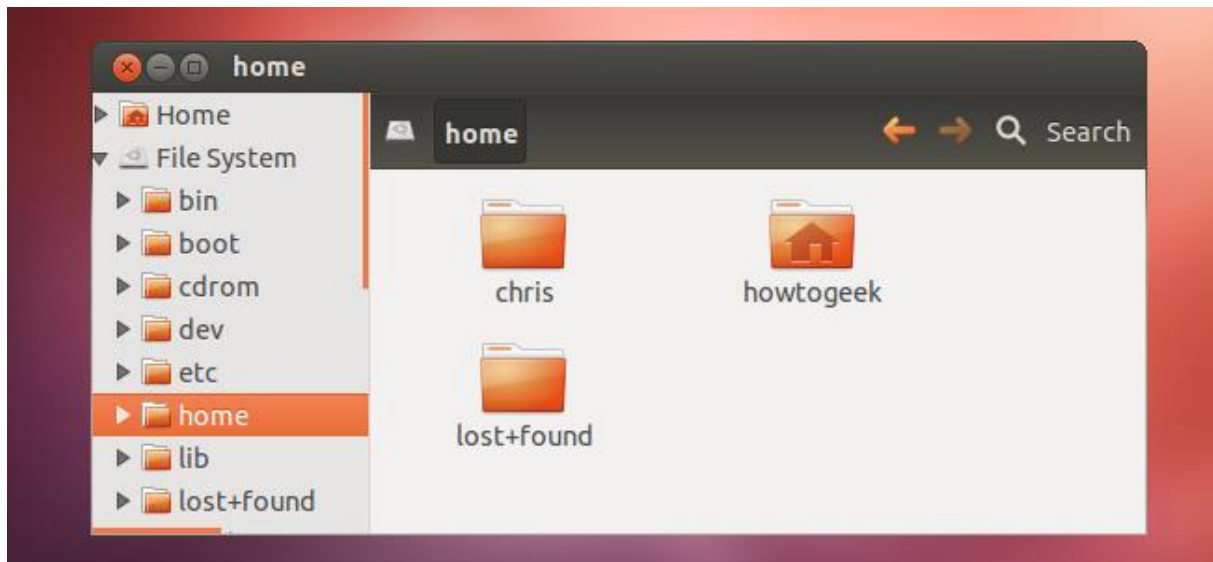 home
Home
File System
bin
boot
cdrom
dev
etc
home
lib
lost+found
home
Search
chris
howtogeek
lost+found